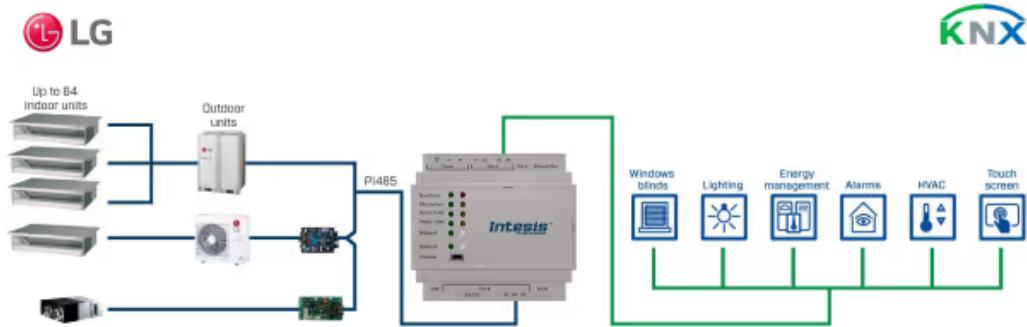 LG
KNX
Up to 64
indoor units
Outdoor
units
PI485
Intesis
Windows
blinds
Lighting
Energy
management
Alarms
HVAC
Touch
screen